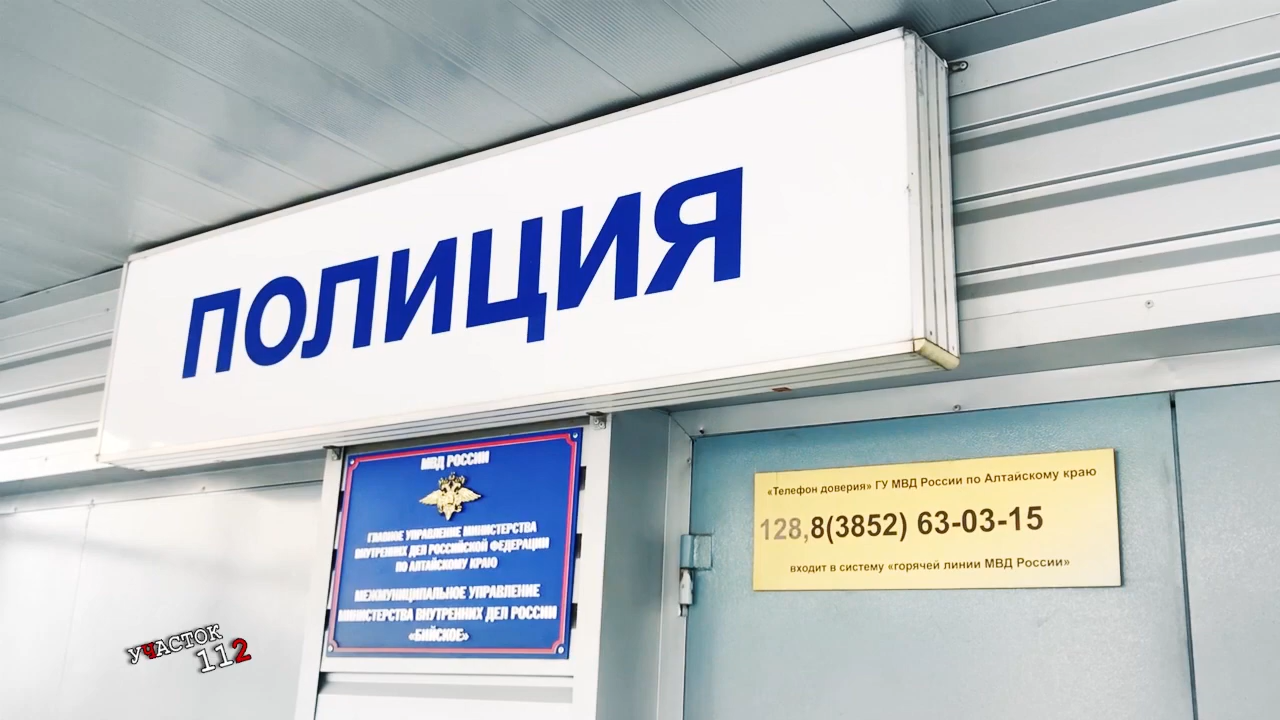 ПОЛИЦИЯ
МВД РОССИИ
ГЛАВНОЕ УПРАВЛЕНИЕ МИНИСТЕРСТВА
ВНУТРЕННИХ ДЕЛ РОССИЙСКОЙ ФЕДЕРАЦИИ
ПО АЛТАЙСКОМУ КРАЮ
МЕЖМУНИЦИПАЛЬНОЕ УПРАВЛЕНИЕ
МИНИСТЕРСТВА ВНУТРЕННИХ ДЕЛ РОССИИ
«БИЙСКОЕ»
«Телефон доверия» ГУ МВД России по Алтайскому краю
128,8(3852) 63-03-15
входит в систему «горячей линии МВД России»
УЧАСТОК
112